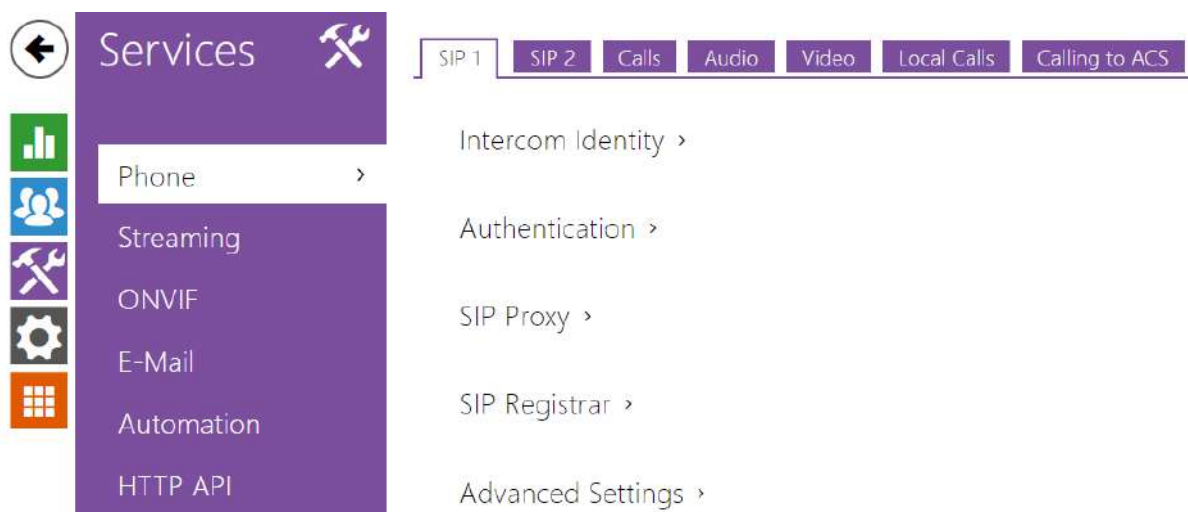 Services
Phone
Streaming
ONVIF
E-Mail
Automation
HTTP API
SIP 1 SIP 2 Calls Audio Video Local Calls Calling to ACS
Intercom Identity ›
Authentication ›
SIP Proxy ›
SIP Registrar ›
Advanced Settings ›